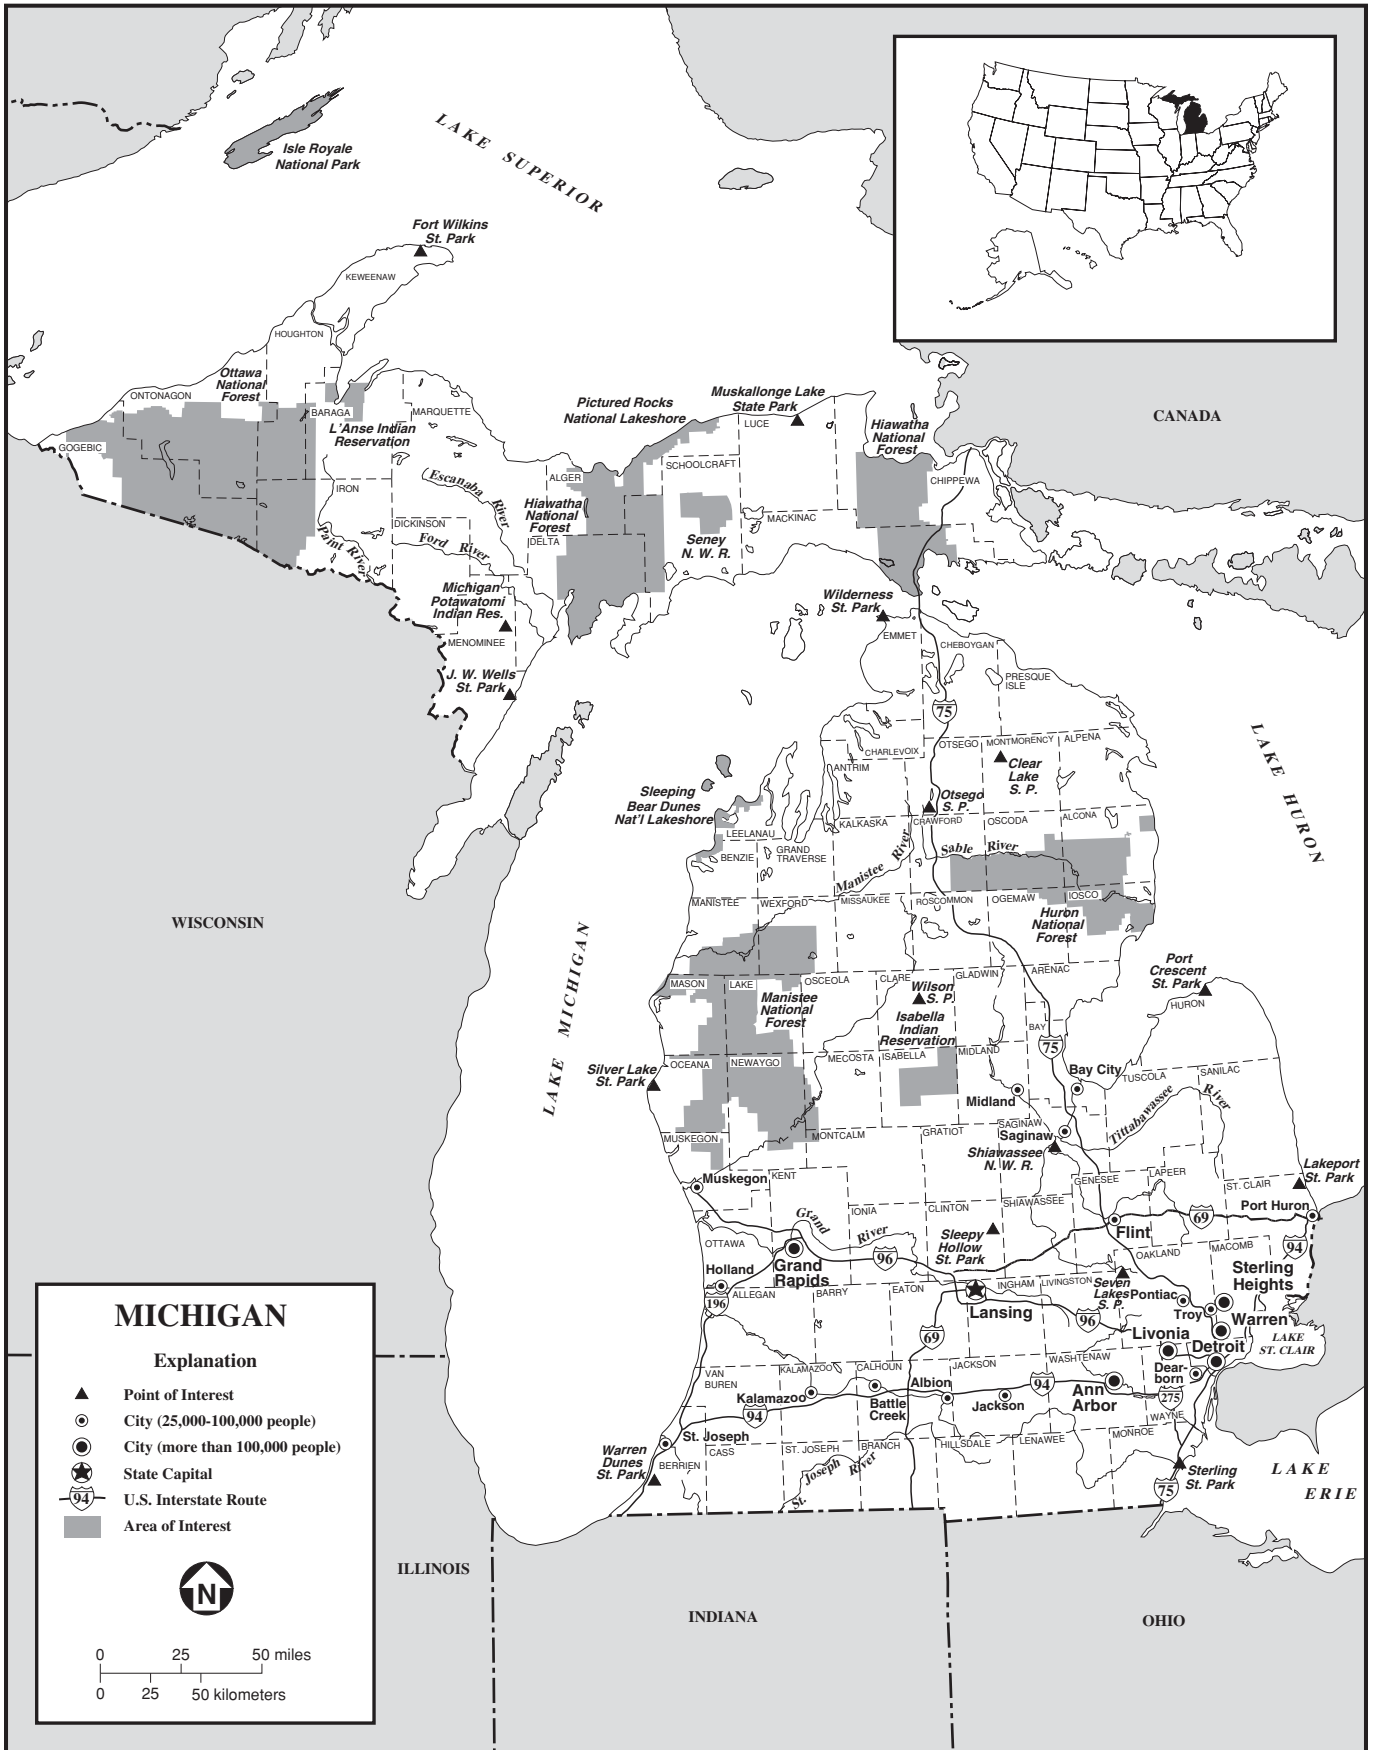 LAKE SUPERIOR
Isle Royale
National Park
Fort Wilkins
St. Park
KEWEENAW
HOUGHTON
Ottawa
National
Forest
ONTONAGON
BARAGA
MARQUETTE
L'Anse Indian
Reservation
GOGEBIC
IRON
Pictured Rocks
National Lakeshore
Muskallonge Lake
State Park
LUCE
Hiawatha
National
Forest
CANADA
SCHOOLCRAFT
ALGER
CHIPPEWA
Escanaba River
Hiawatha
National
Forest
DICKINSON
MACKINAC
Ford River
DELTA
Paint River
Seney
N. W. R.
Michigan
Potawatomi
Indian Res.
MENOMINEE
J. W. Wells
St. Park
Wilderness
St. Park
EMMET
CHEBOYGAN
PRESQUE
ISLE
75
LAKE HURON
CHARLEVOIX
OTSEGO
MONTMORENCY
ALPENA
ANTRIM
Clear
Lake
S. P.
Sleeping
Bear Dunes
Nat'l Lakeshore
Otsego
S. P.
LEELANAU
KALKASKA
CRAWFORD
OSCODA
ALCONA
BENZIE
GRAND
TRAVERSE
Manistee River
Sable River
MANISTEE
WEXFORD
MISSAUKEE
ROSCOMMON
OGEMAW
IOSCO
Huron
National
Forest
WISCONSIN
LAKE MICHIGAN
MASON
LAKE
OSCEOLA
CLARE
GLADWIN
ARENAC
Manistee
National
Forest
Wilson
S. P.
Isabella
Indian
Reservation
Port
Crescent
St. Park
HURON
BAY
75
OCEANA
NEWAYGO
MECOSTA
ISABELLA
MIDLAND
Silver Lake
St. Park
Bay City
TUSCOLA
SANILAC
Midland
Tittabawassee River
MUSKEGON
MONTCALM
GRATIOT
SAGINAW
Saginaw
Shiawassee
N. W. R.
Muskegon
KENT
GENESEE
LAPEER
ST. CLAIR
Lakeport
St. Park
IONIA
CLINTON
SHIAWASSEE
Port Huron
69
Grand River
Flint
OTTAWA
Grand
Rapids
96
Sleepy
Hollow
St. Park
OAKLAND
MACOMB
94
Holland
196
ALLEGAN
BARRY
EATON
INGHAM
LIVINGSTON
Lansing
Seven
Lakes
S. P.
Pontiac
Sterling
Heights
Troy
Warren
96
69
Livonia
Detroit
LAKE
ST. CLAIR
VAN
BUREN
KALAMAZOO
CALHOUN
JACKSON
WASHTENAW
Dear-
born
Kalamazoo
94
Battle
Creek
Albion
Jackson
94
Ann
Arbor
275
WAYNE
St. Joseph
Warren
Dunes
St. Park
BERRIEN
CASS
ST. JOSEPH
BRANCH
HILLSDALE
LENAWEE
MONROE
St. Joseph River
Sterling
St. Park
75
LAKE
ERIE
ILLINOIS
INDIANA
OHIO
MICHIGAN
Explanation
Point of Interest
City (25,000-100,000 people)
City (more than 100,000 people)
State Capital
94 U.S. Interstate Route
Area of Interest
N
0 25 50 miles
0 25 50 kilometers